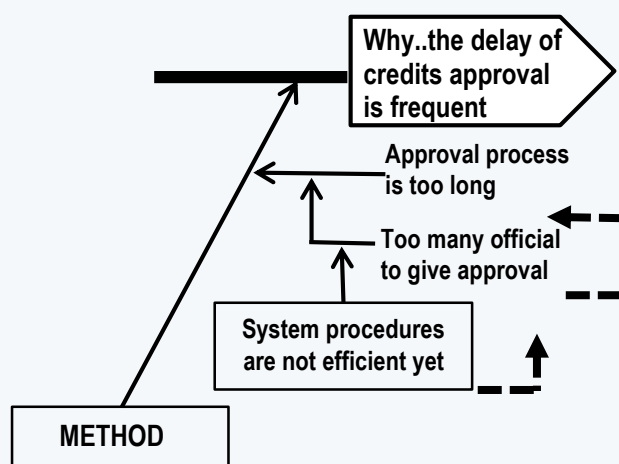 Why..the delay of
credits approval
is frequent
Approval process
is too long
Too many official
to give approval
System procedures
are not efficient yet
METHOD